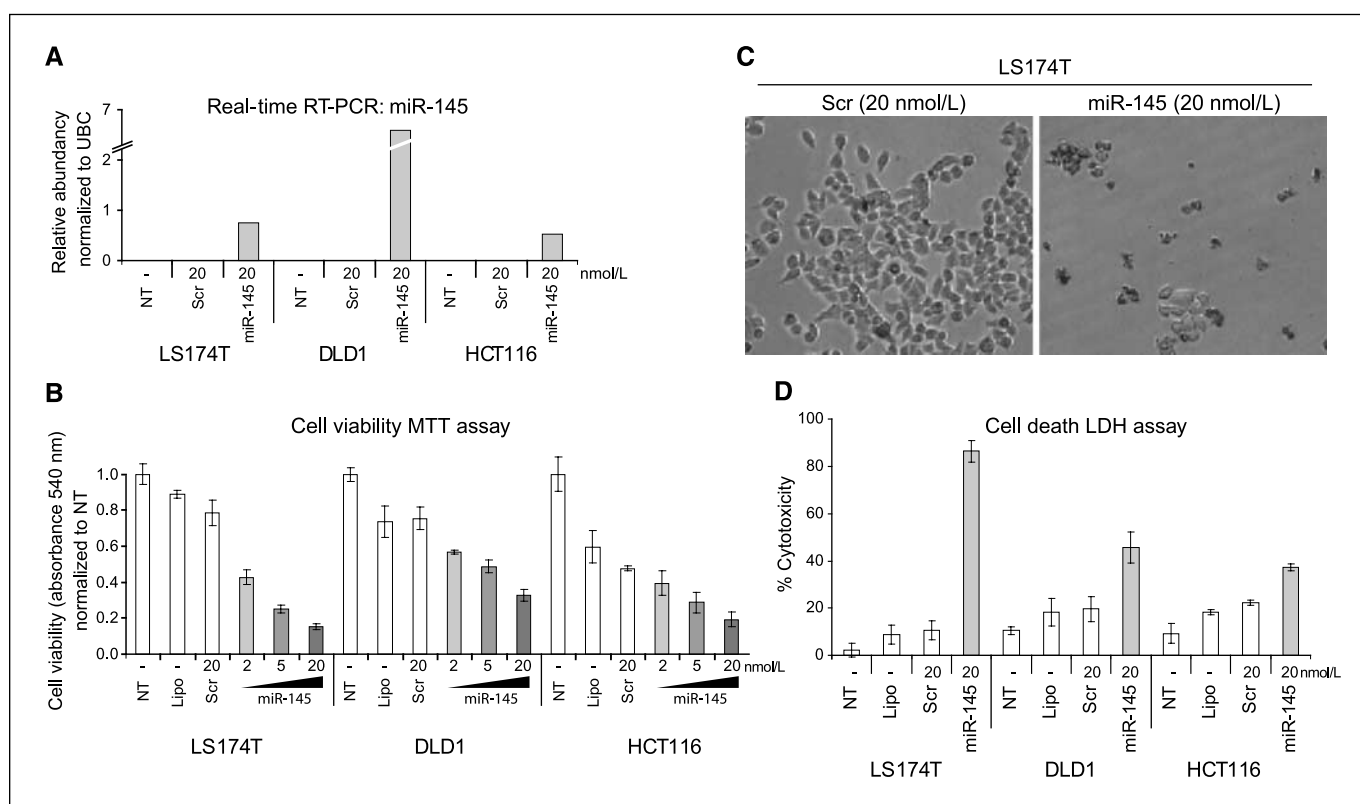 A
Real-time RT-PCR: miR-145
Relative abundancy
normalized to UBC
7
2
1
0
- 20 20 - 20 20 - 20 20 nmol/L
NT Scr miR-145 NT Scr miR-145 NT Scr miR-145
LS174T DLD1 HCT116
B
Cell viability MTT assay
Cell viability (absorbance 540 nm)
normalized to NT
1.0
0.8
0.6
0.4
0.2
0.0
- - 20 2 5 20 - - 20 2 5 20 - - 20 2 5 20 nmol/L
NT Lipo Scr miR-145 NT Lipo Scr miR-145 NT Lipo Scr miR-145
LS174T DLD1 HCT116
C
LS174T
Scr (20 nmol/L) miR-145 (20 nmol/L)
D
Cell death LDH assay
% Cytotoxicity
100
80
60
40
20
0
- - 20 20 - - 20 20 - - 20 20 nmol/L
NT Lipo Scr miR-145 NT Lipo Scr miR-145 NT Lipo Scr miR-145
LS174T DLD1 HCT116